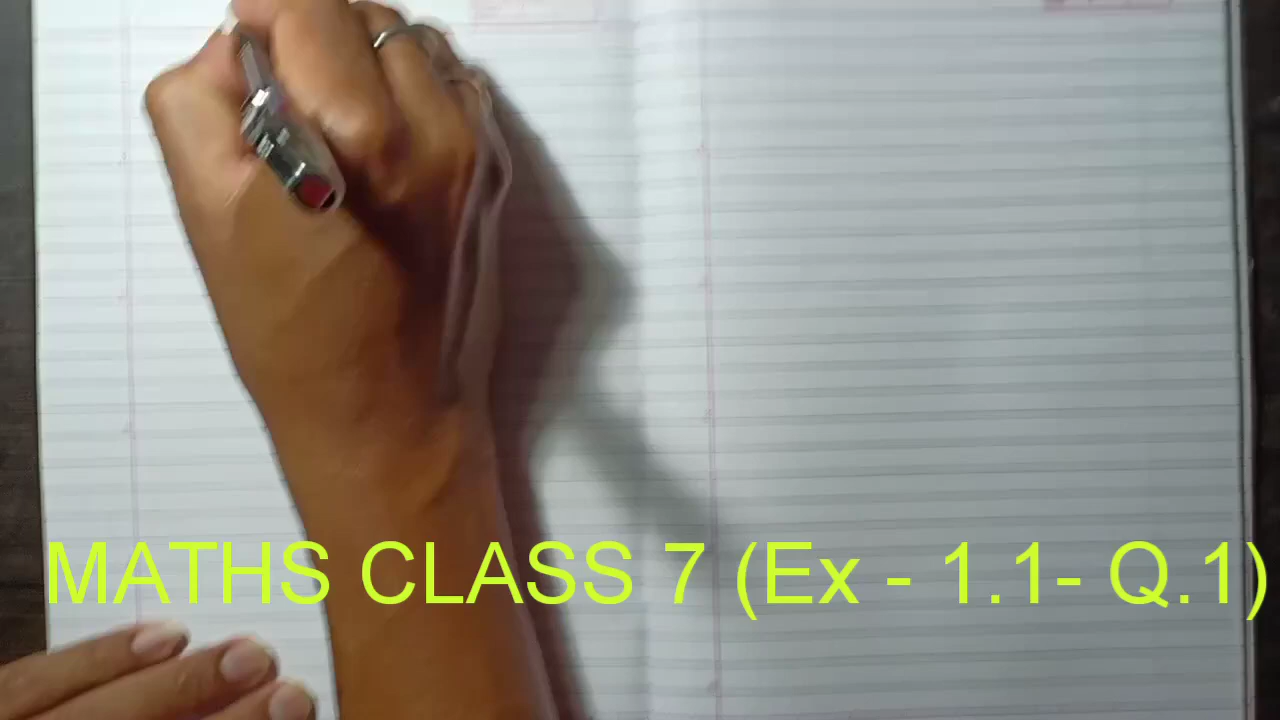 MATHS CLASS 7 (Ex - 1.1- Q.1)